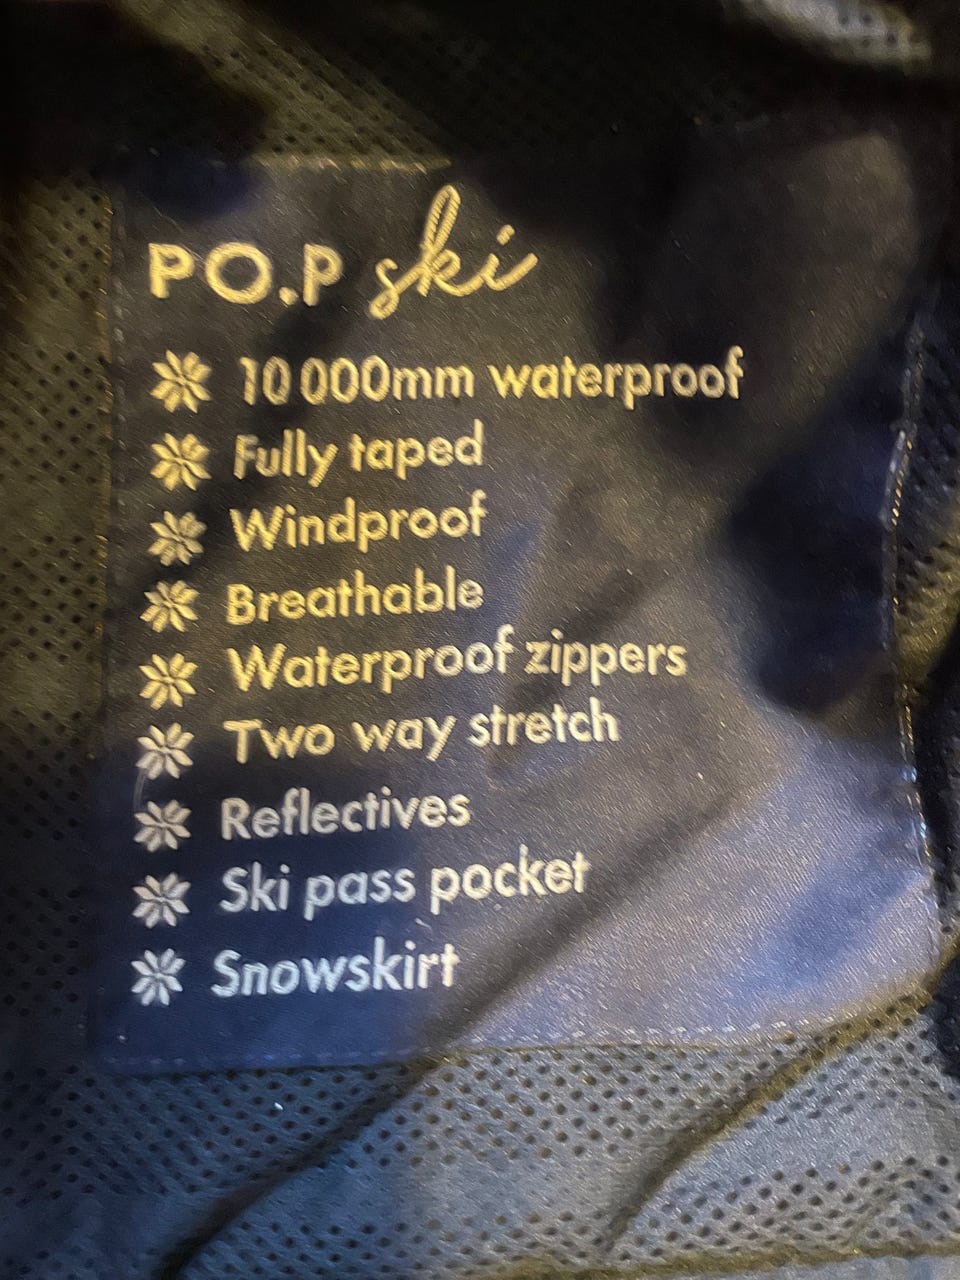 PO.P ski
10 000mm waterproof
Fully taped
Windproof
Breathable
Waterproof zippers
Two way stretch
Reflectives
Ski pass pocket
Snowskirt